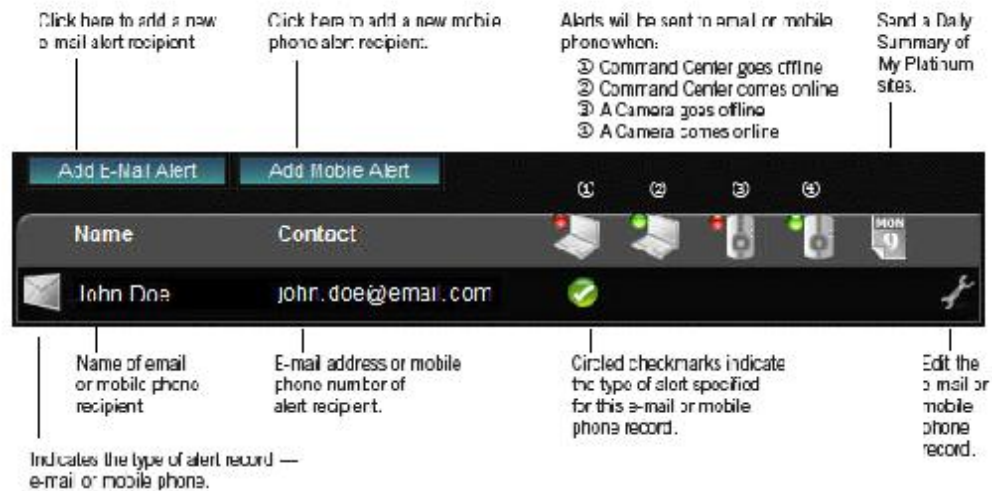 Click here to add a new
e-mail alert recipient
Click here to add a new mobile
phone alert recipient.
Alerts will be sent to email or mobile
phone when:
① Command Center goes offline
② Command Center comes online
③ A Camera goes offline
④ A Camera comes online
Send a Daily
Summary of
My Platinum
sites.
Add E-Mail Alert
Add Mobile Alert
① ② ③ ④
Name
Contact
MON
9
John Doe
john.doe@email.com
Name of email
or mobile phone
recipient
E-mail address or mobile
phone number of
alert recipient.
Circled checkmarks indicate
the type of alert specified
for this e-mail or mobile
phone record.
Edit the
e-mail or
mobile
phone
record.
Indicates the type of alert record —
e-mail or mobile phone.